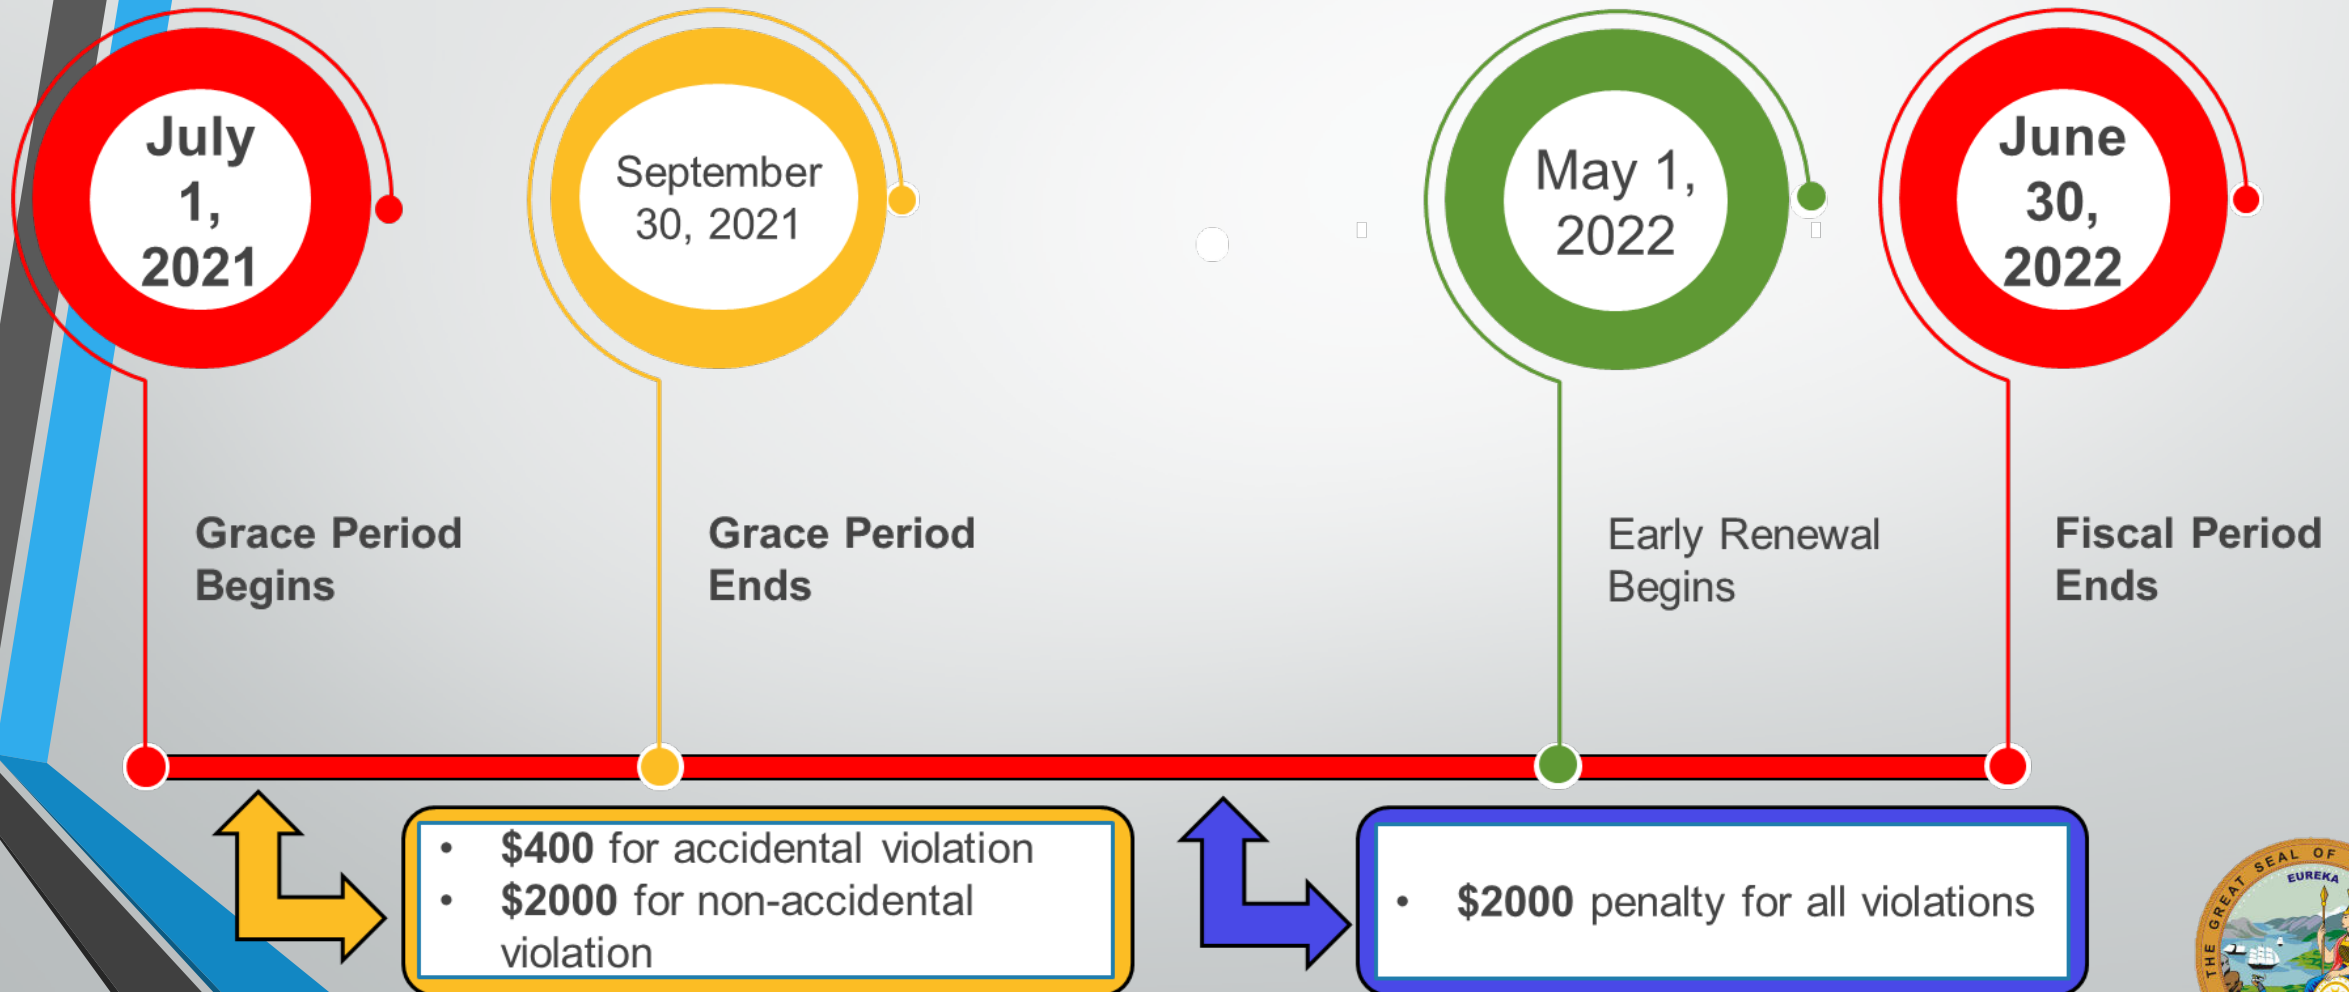 July
1,
2021
September
30, 2021
May 1,
2022
June
30,
2022
Grace Period
Begins
Grace Period
Ends
Early Renewal
Begins
Fiscal Period
Ends
• $400 for accidental violation
• $2000 for non-accidental
violation
• $2000 penalty for all violations
THE GREAT SEAL OF
EUREKA